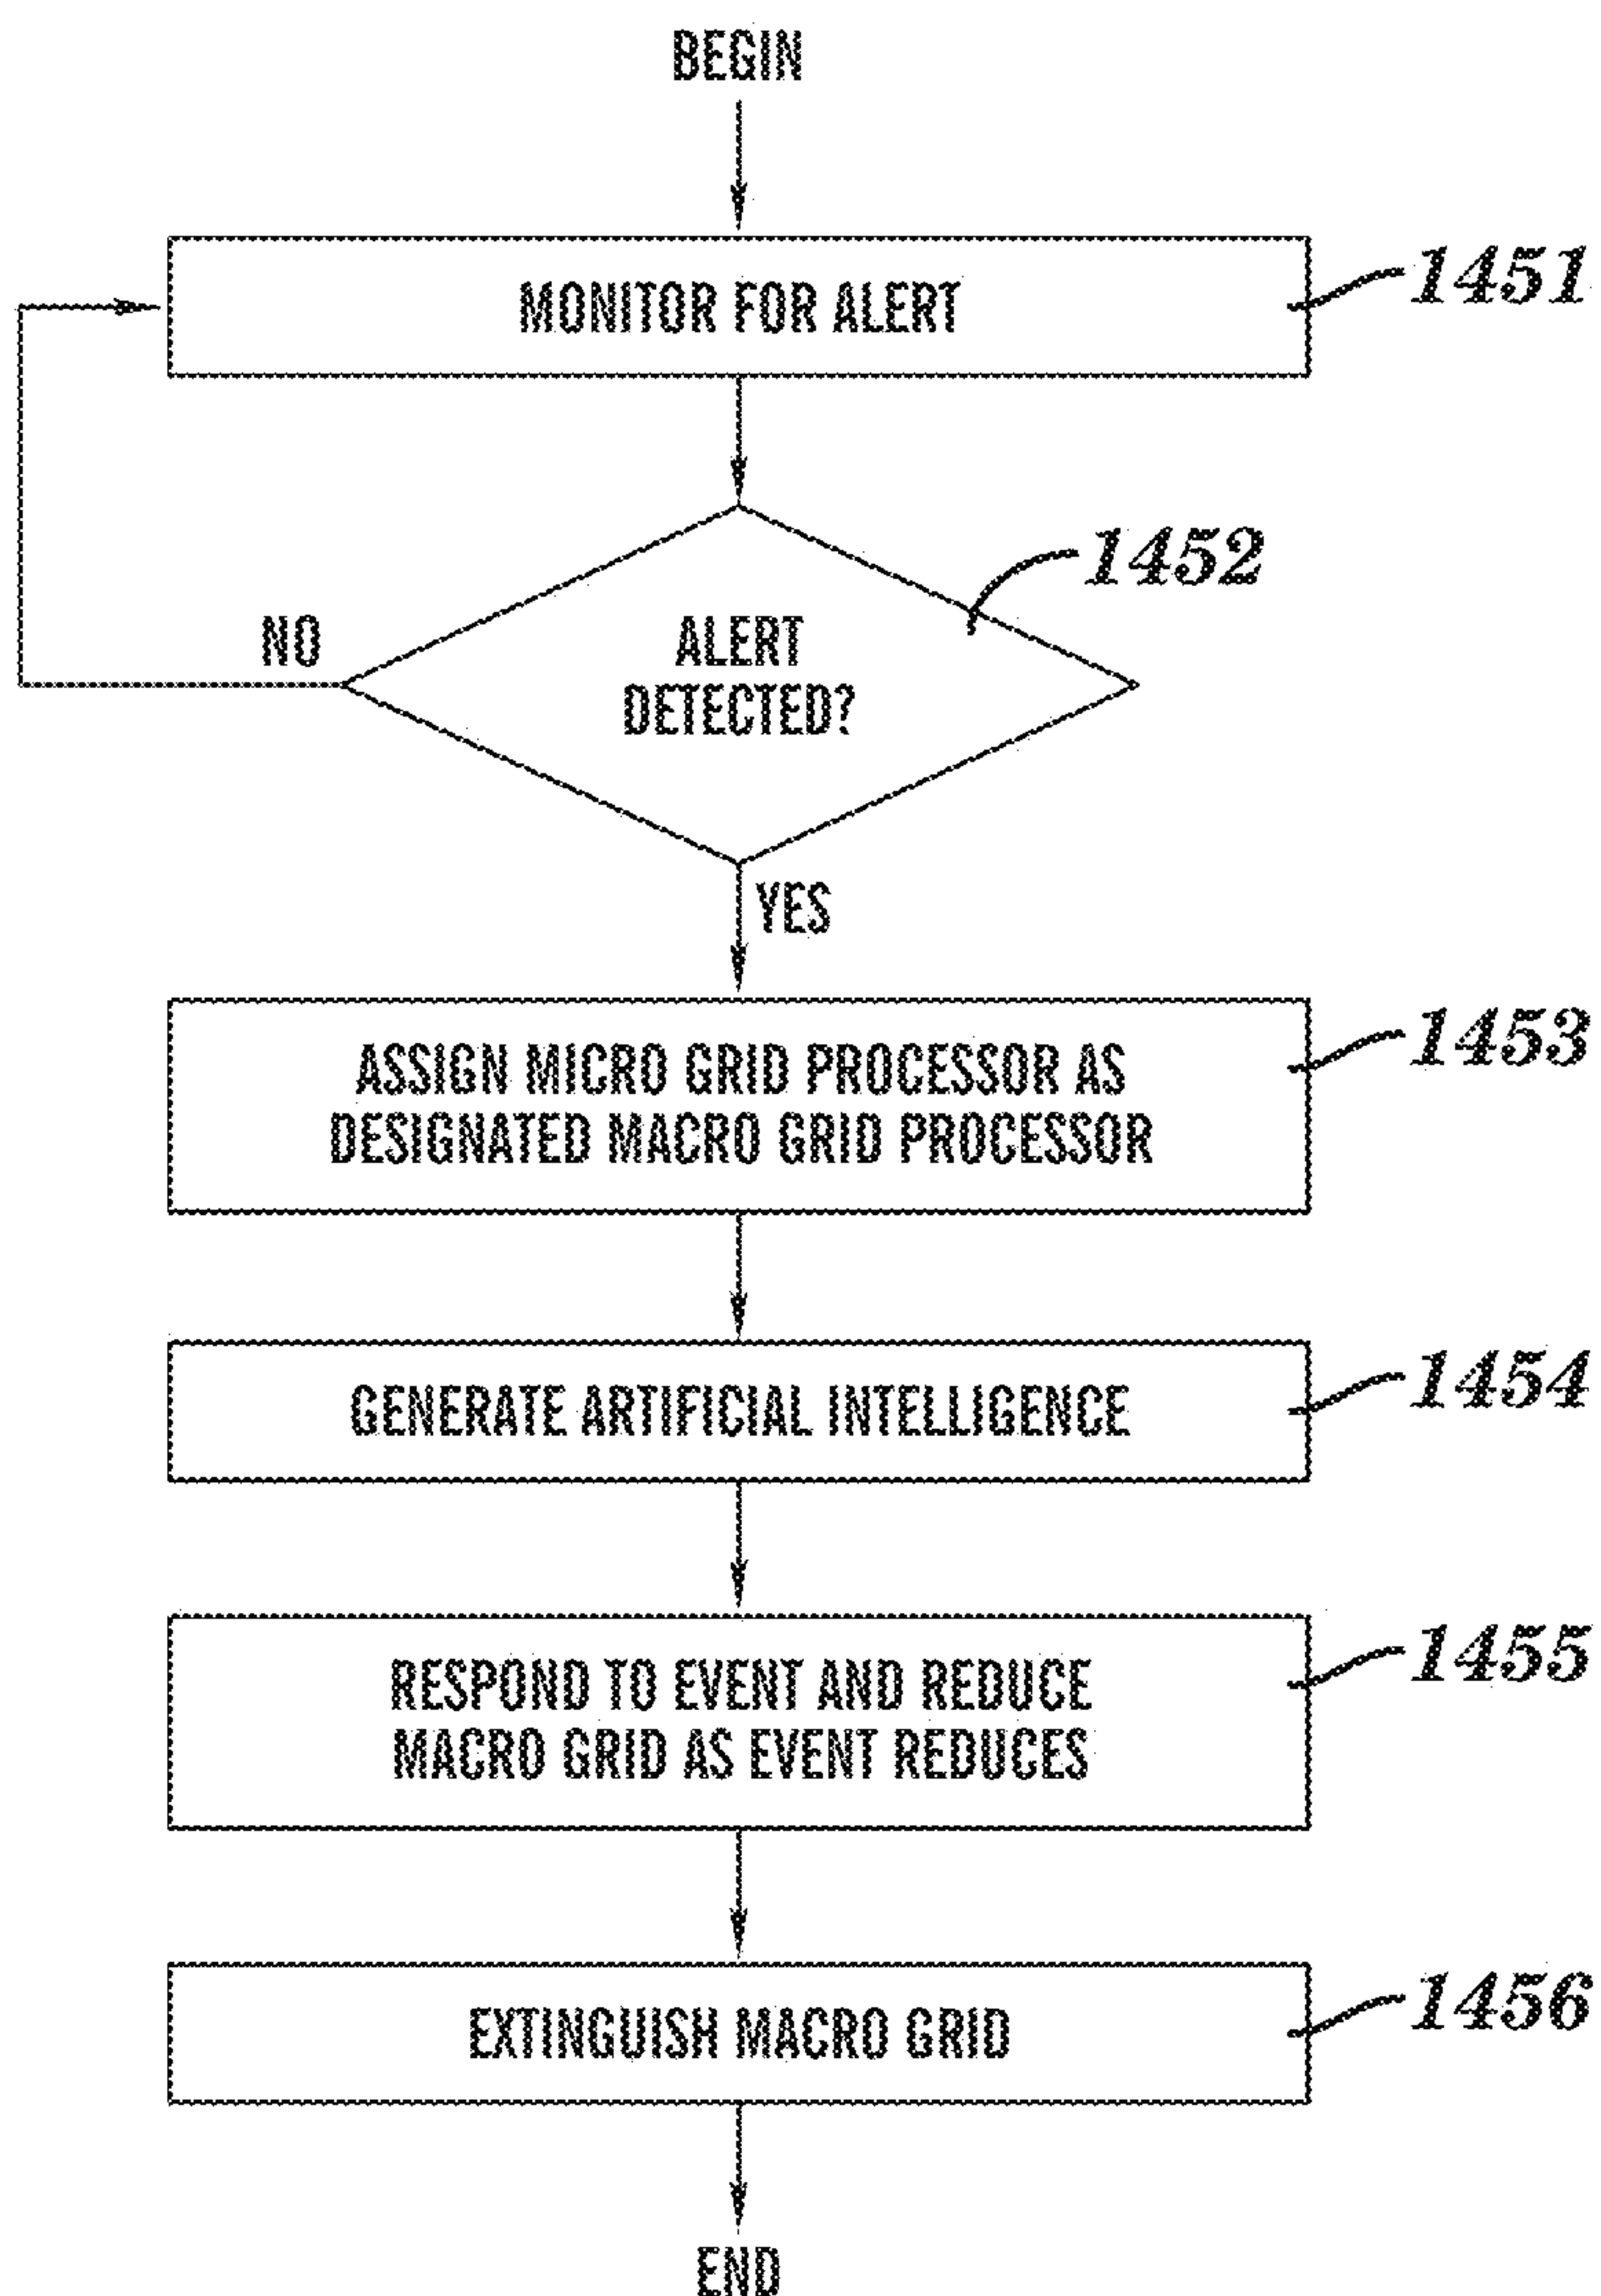 BEGIN
MONITOR FOR ALERT
1451
1452
ALERT
DETECTED?
NO
YES
ASSIGN MICRO GRID PROCESSOR AS
DESIGNATED MACRO GRID PROCESSOR
1453
GENERATE ARTIFICIAL INTELLIGENCE
1454
RESPOND TO EVENT AND REDUCE
MACRO GRID AS EVENT REDUCES
1455
EXTINGUISH MACRO GRID
1456
END